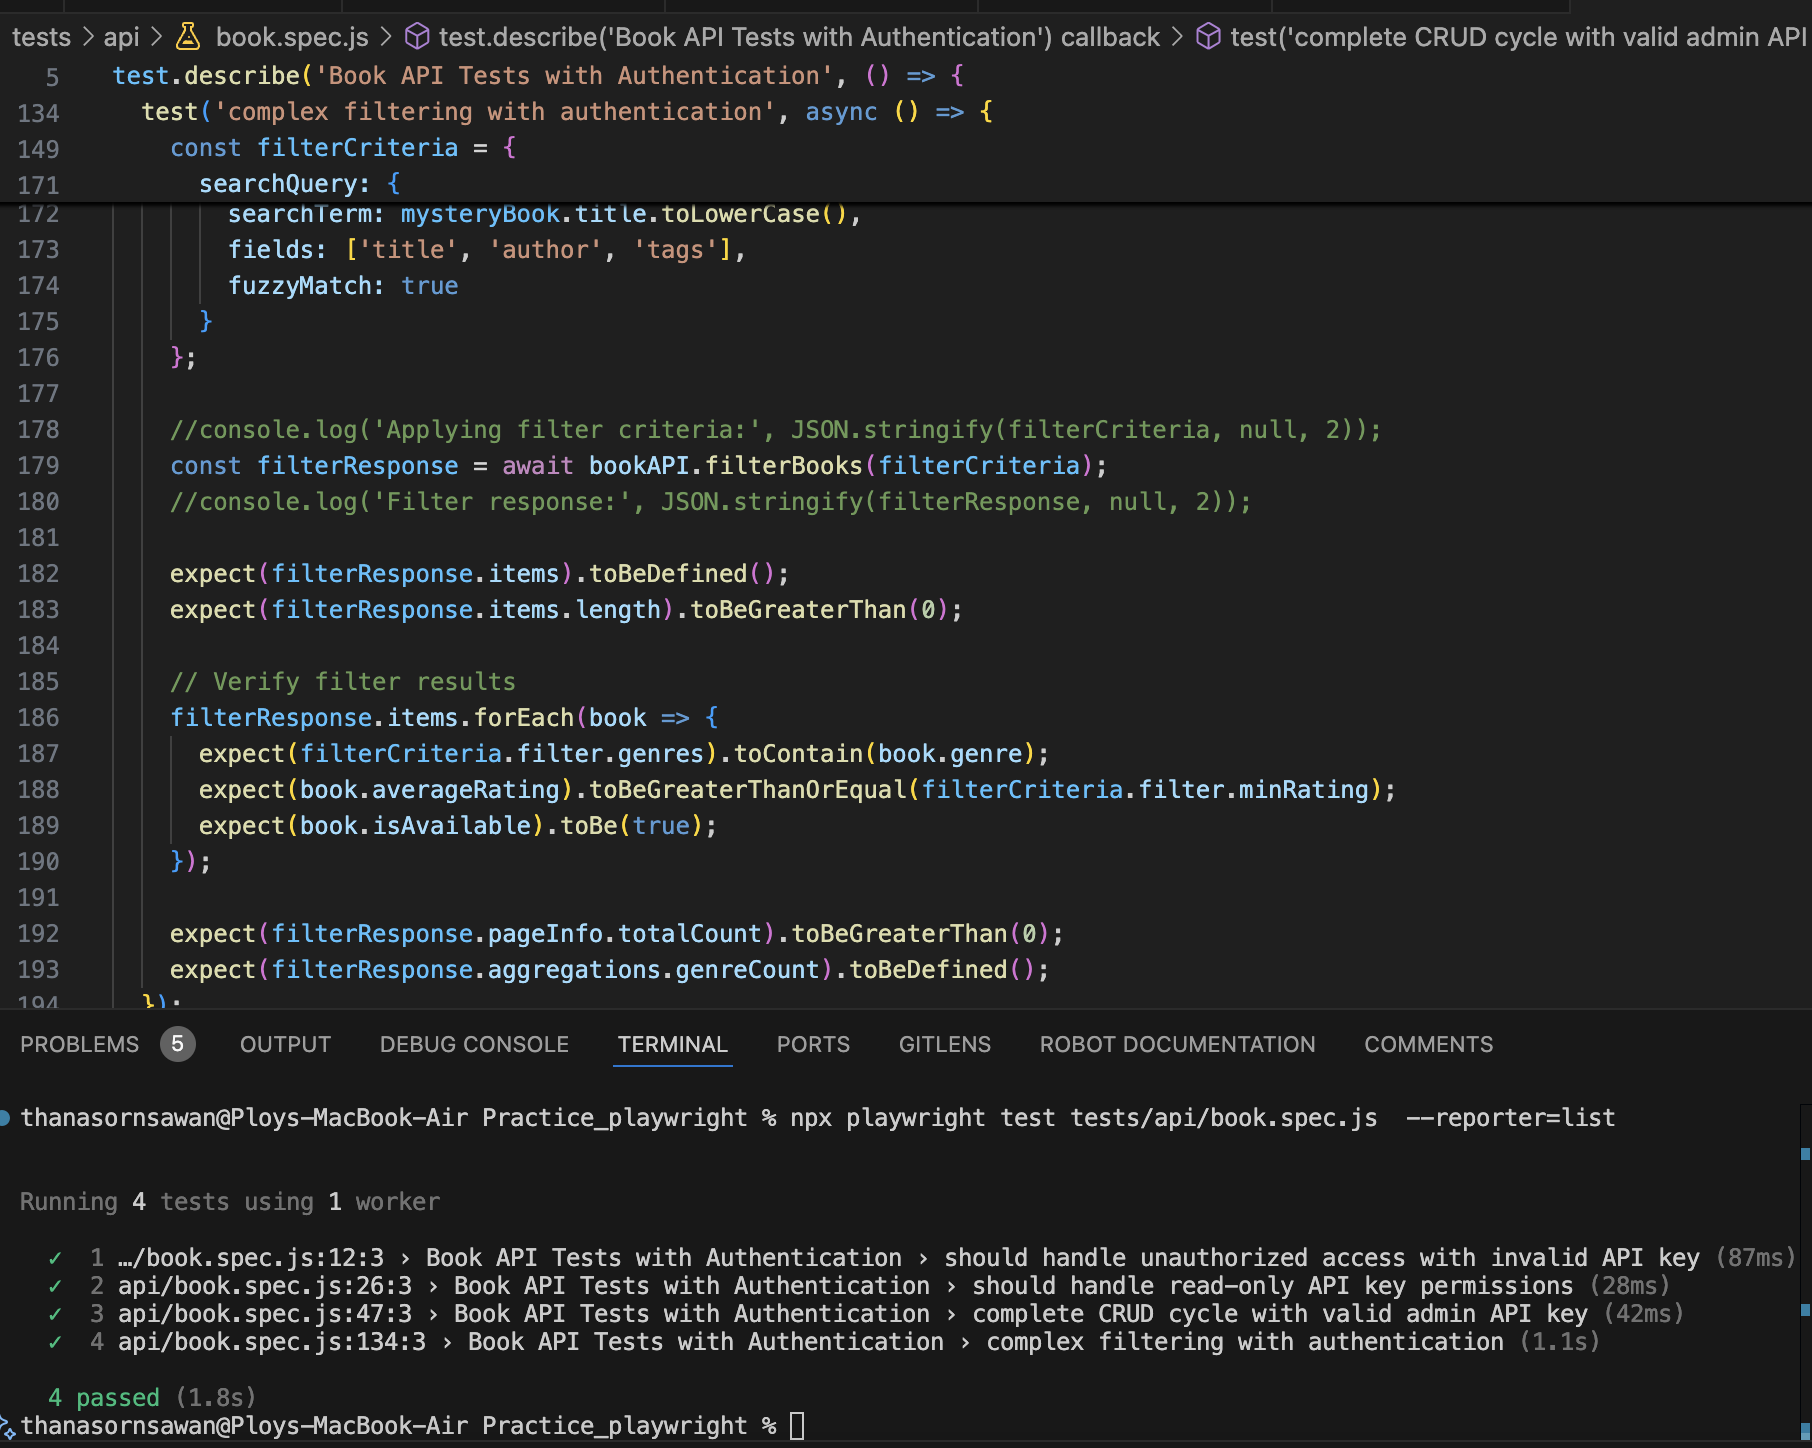 tests > api > book.spec.js > test.describe('Book API Tests with Authentication') callback > test('complete CRUD cycle with valid admin API
5 test.describe('Book API Tests with Authentication', () => {
134 test('complex filtering with authentication', async () => {
149 const filterCriteria = {
171 searchQuery: {
172 searchTerm: mysteryBook.title.toLowerCase(),
173 fields: ['title', 'author', 'tags'],
174 fuzzyMatch: true
175 }
176 };
177
178 //console.log('Applying filter criteria:', JSON.stringify(filterCriteria, null, 2));
179 const filterResponse = await bookAPI.filterBooks(filterCriteria);
180 //console.log('Filter response:', JSON.stringify(filterResponse, null, 2));
181
182 expect(filterResponse.items).toBeDefined();
183 expect(filterResponse.items.length).toBeGreaterThan(0);
184
185 // Verify filter results
186 filterResponse.items.forEach(book => {
187 expect(filterCriteria.filter.genres).toContain(book.genre);
188 expect(book.averageRating).toBeGreaterThanOrEqual(filterCriteria.filter.minRating);
189 expect(book.isAvailable).toBe(true);
190 });
191
192 expect(filterResponse.pageInfo.totalCount).toBeGreaterThan(0);
193 expect(filterResponse.aggregations.genreCount).toBeDefined();
194 });
PROBLEMS 5 OUTPUT DEBUG CONSOLE TERMINAL PORTS GITLENS ROBOT DOCUMENTATION COMMENTS
thanasornsawan@Ploys-MacBook-Air Practice_playwright % npx playwright test tests/api/book.spec.js --reporter=list
Running 4 tests using 1 worker
✓ 1 …/book.spec.js:12:3 › Book API Tests with Authentication › should handle unauthorized access with invalid API key (87ms)
✓ 2 api/book.spec.js:26:3 › Book API Tests with Authentication › should handle read-only API key permissions (28ms)
✓ 3 api/book.spec.js:47:3 › Book API Tests with Authentication › complete CRUD cycle with valid admin API key (42ms)
✓ 4 api/book.spec.js:134:3 › Book API Tests with Authentication › complex filtering with authentication (1.1s)
4 passed (1.8s)
thanasornsawan@Ploys-MacBook-Air Practice_playwright %